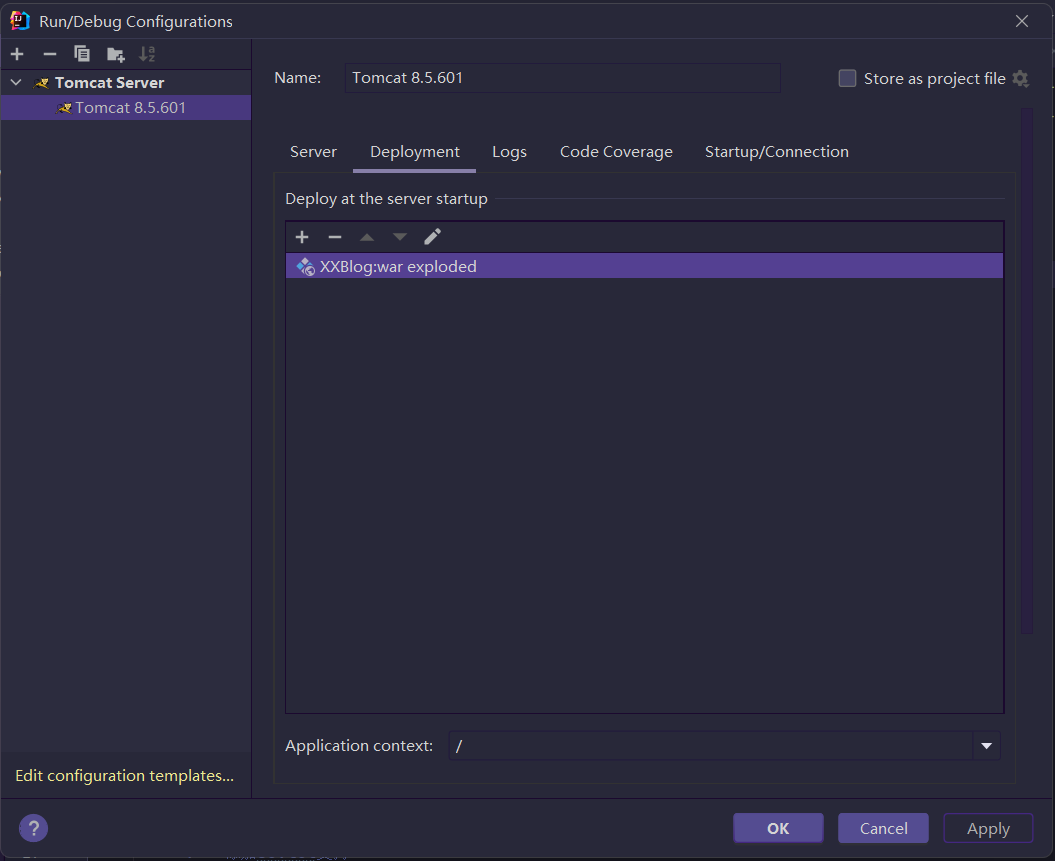 Run/Debug Configurations
Tomcat Server
Tomcat 8.5.601
Edit configuration templates...
Name: Tomcat 8.5.601
Store as project file
Server Deployment Logs Code Coverage Startup/Connection
Deploy at the server startup
XXBlog:war exploded
Application context: /
?
OK Cancel Apply